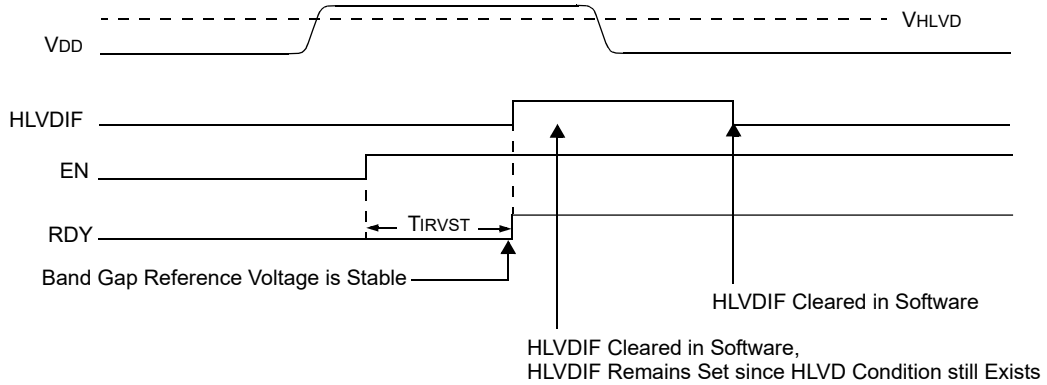 VHLVD
VDD
HLVDIF
EN
TIRVST
RDY
Band Gap Reference Voltage is Stable
HLVDIF Cleared in Software
HLVDIF Cleared in Software,
HLVDIF Remains Set since HLVD Condition still Exists